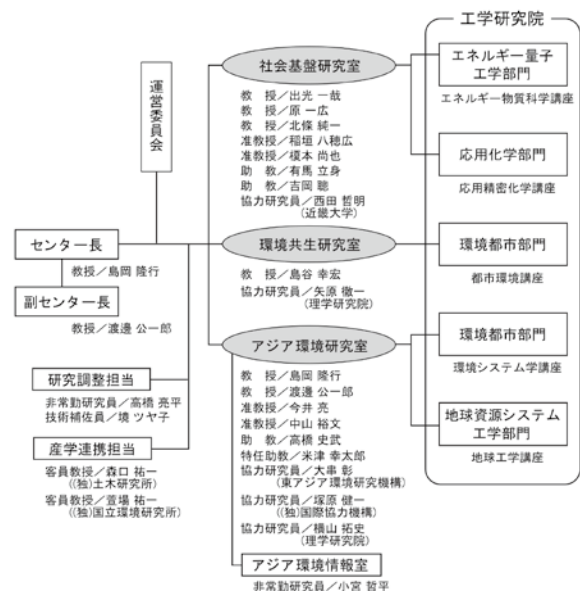 運営委員会
センター長
教授／島岡 隆行
副センター長
教授／渡邊 公一郎
研究調整担当
非常勤研究員／高橋 亮平
技術補佐員／境 ツヤ子
産学連携担当
客員教授／森口 祐一
((独)土木研究所)
客員教授／萱場 祐一
((独)国立環境研究所)
社会基盤研究室
教 授／出光 一哉
教 授／原 一広
教 授／北條 純一
准教授／稲垣 八穂広
准教授／榎本 尚也
助 教／有馬 立身
助 教／吉岡 聰
協力研究員／西田 哲明
(近畿大学)
環境共生研究室
教 授／島谷 幸宏
協力研究員／矢原 徹一
(理学研究院)
アジア環境研究室
教 授／島岡 隆行
教 授／渡邊 公一郎
准教授／今井 亮
准教授／中山 裕文
助 教／高橋 史武
特任助教／米津 幸太郎
協力研究員／大串 彰
(東アジア環境研究機構)
協力研究員／塚原 健一
((独)国際協力機構)
協力研究員／横山 拓史
(理学研究院)
アジア環境情報室
非常勤研究員／小宮 哲平
工学研究院
エネルギー量子
工学部門
エネルギー物質科学講座
応用化学部門
応用精密化学講座
環境都市部門
都市環境講座
環境都市部門
環境システム学講座
地球資源システム
工学部門
地球工学講座